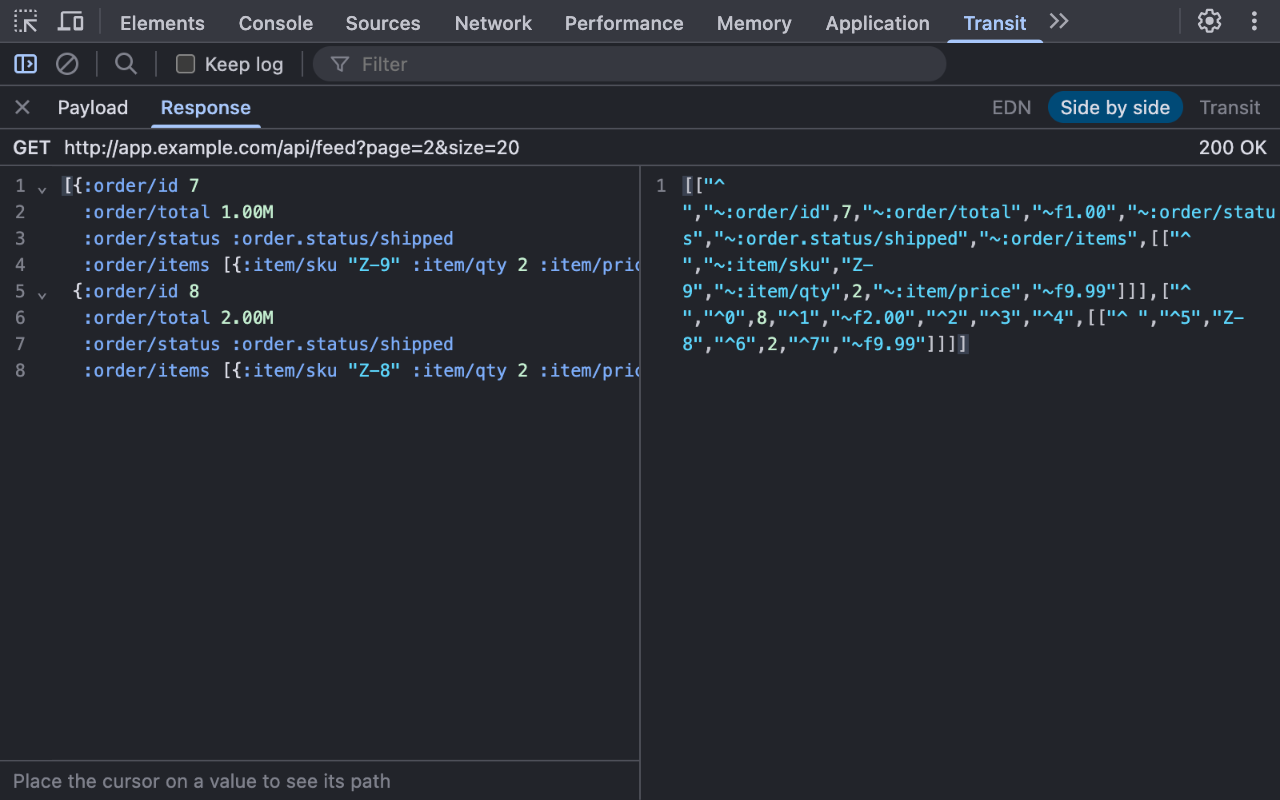 Elements Console Sources Network Performance Memory Application Transit
Keep log Filter
Payload Response EDN Side by side Transit
GET http://app.example.com/api/feed?page=2&size=20 200 OK
1 [{:order/id 7
2 :order/total 1.00M
3 :order/status :order.status/shipped
4 :order/items [{:item/sku "Z-9" :item/qty 2 :item/pric
5 {:order/id 8
6 :order/total 2.00M
7 :order/status :order.status/shipped
8 :order/items [{:item/sku "Z-8" :item/qty 2 :item/pric
1 [["^
","~:order/id",7,"~:order/total","~f1.00","~:order/statu
s","~:order.status/shipped","~:order/items",[["^
","~:item/sku","Z-
9","~:item/qty",2,"~:item/price","~f9.99"]]],["^
","^0",8,"^1","~f2.00","^2","^3","^4",[["^ ","^5","Z-
8","^6",2,"^7","~f9.99"]]]]
Place the cursor on a value to see its path